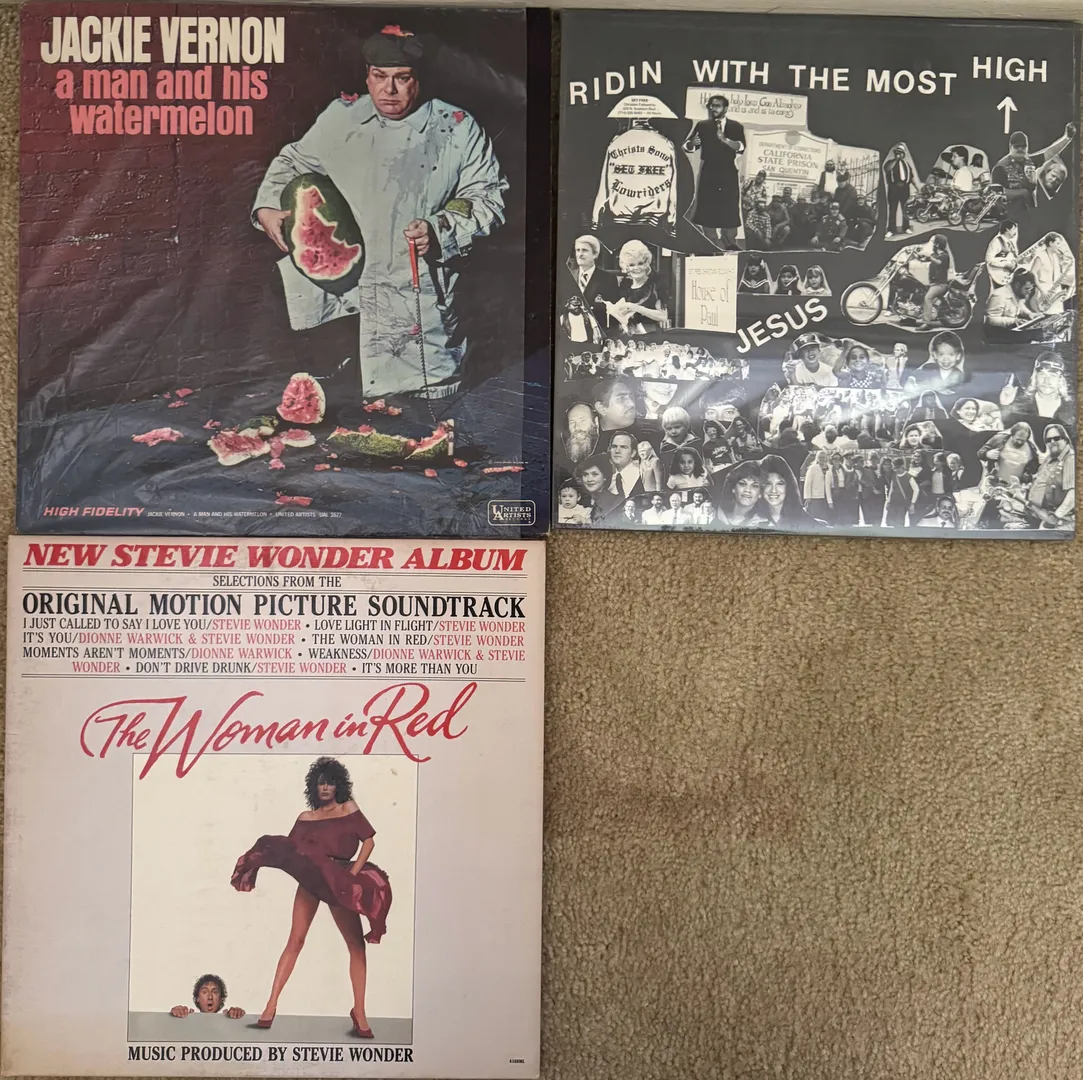 JACKIE VERNON
a man and his
watermelon
HIGH FIDELITY JACKIE VERNON • A MAN AND HIS WATERMELON • UNITED ARTISTS UAL 3577
UNITED
ARTISTS
RIDIN WITH THE MOST HIGH
SET FREE
Christs Sons
"SET FREE"
Lowriders
CALIFORNIA
STATE PRISON
SAN QUENTIN
House of
Paul
JESUS
NEW STEVIE WONDER ALBUM
SELECTIONS FROM THE
ORIGINAL MOTION PICTURE SOUNDTRACK
I JUST CALLED TO SAY I LOVE YOU/STEVIE WONDER • LOVE LIGHT IN FLIGHT/STEVIE WONDER
IT'S YOU/DIONNE WARWICK & STEVIE WONDER • THE WOMAN IN RED/STEVIE WONDER
MOMENTS AREN'T MOMENTS/DIONNE WARWICK • WEAKNESS/DIONNE WARWICK & STEVIE
WONDER • DON'T DRIVE DRUNK/STEVIE WONDER • IT'S MORE THAN YOU
The Woman in Red
MUSIC PRODUCED BY STEVIE WONDER